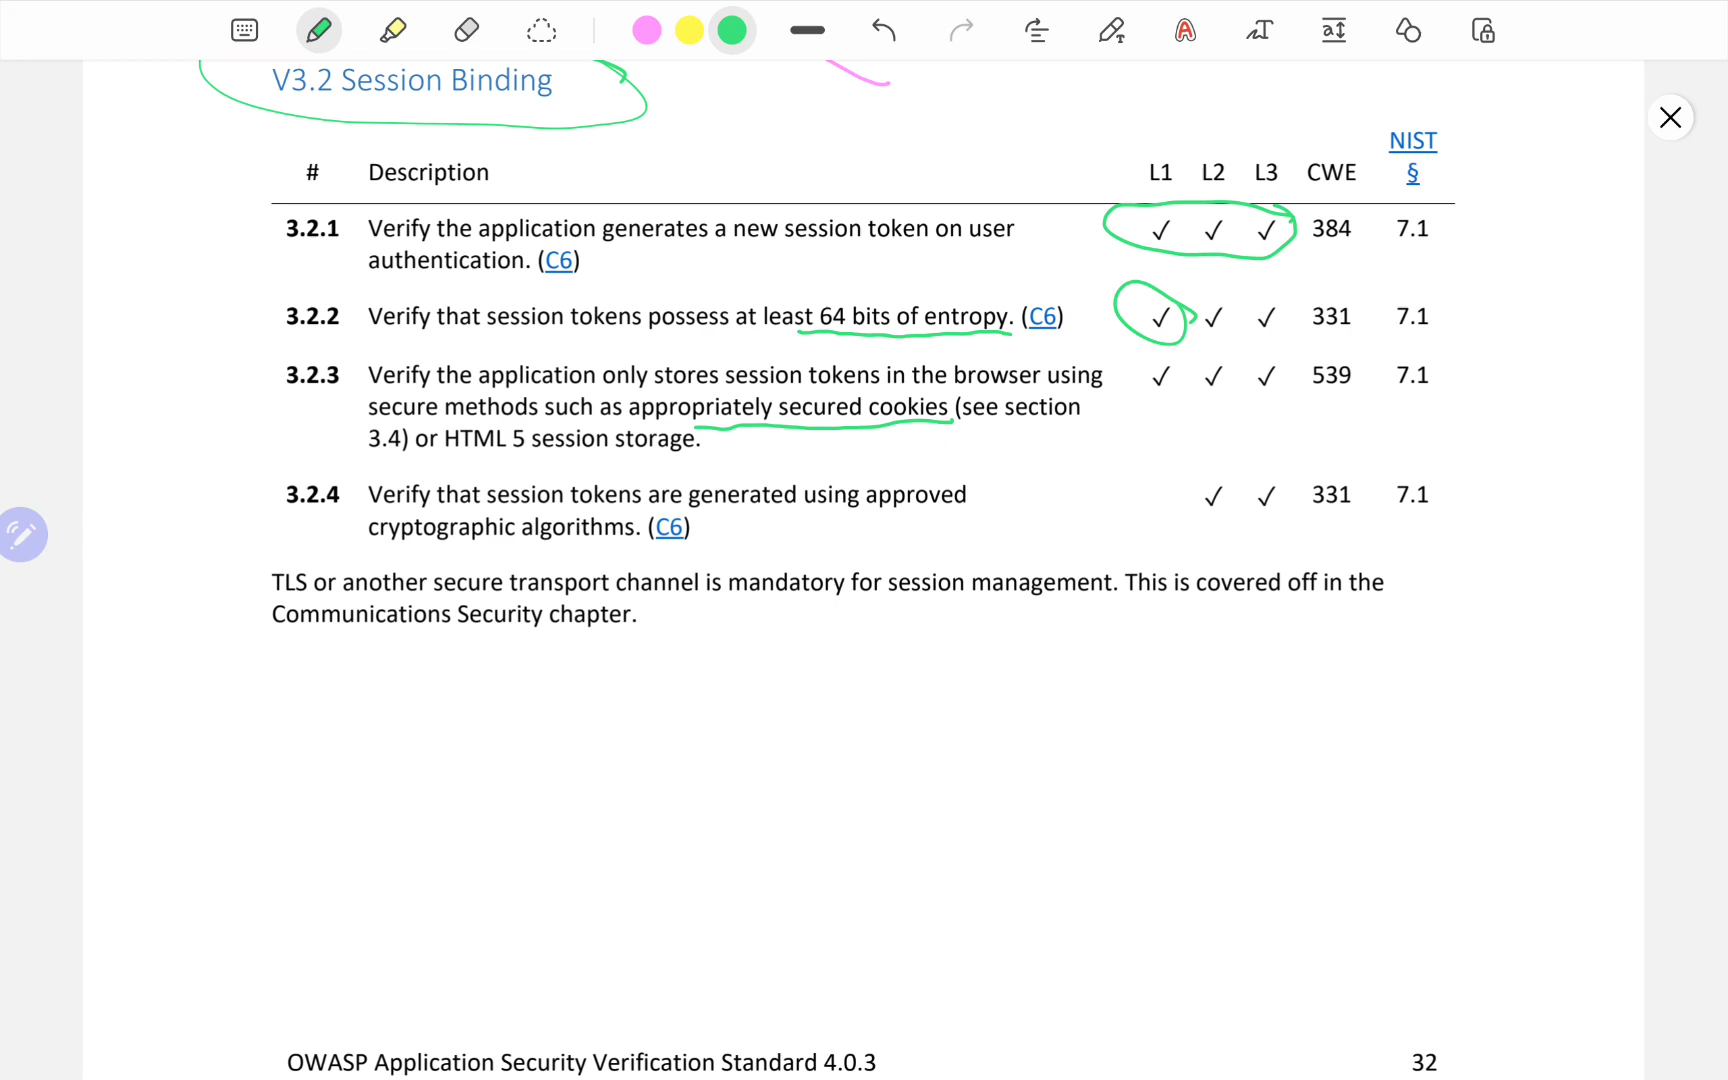 V3.2 Session Binding
NIST
# Description L1 L2 L3 CWE §
3.2.1 Verify the application generates a new session token on user ✓ ✓ ✓ 384 7.1
authentication. (C6)
3.2.2 Verify that session tokens possess at least 64 bits of entropy. (C6) ✓ ✓ ✓ 331 7.1
3.2.3 Verify the application only stores session tokens in the browser using ✓ ✓ ✓ 539 7.1
secure methods such as appropriately secured cookies (see section
3.4) or HTML 5 session storage.
3.2.4 Verify that session tokens are generated using approved ✓ ✓ 331 7.1
cryptographic algorithms. (C6)
TLS or another secure transport channel is mandatory for session management. This is covered off in the
Communications Security chapter.
OWASP Application Security Verification Standard 4.0.3 32